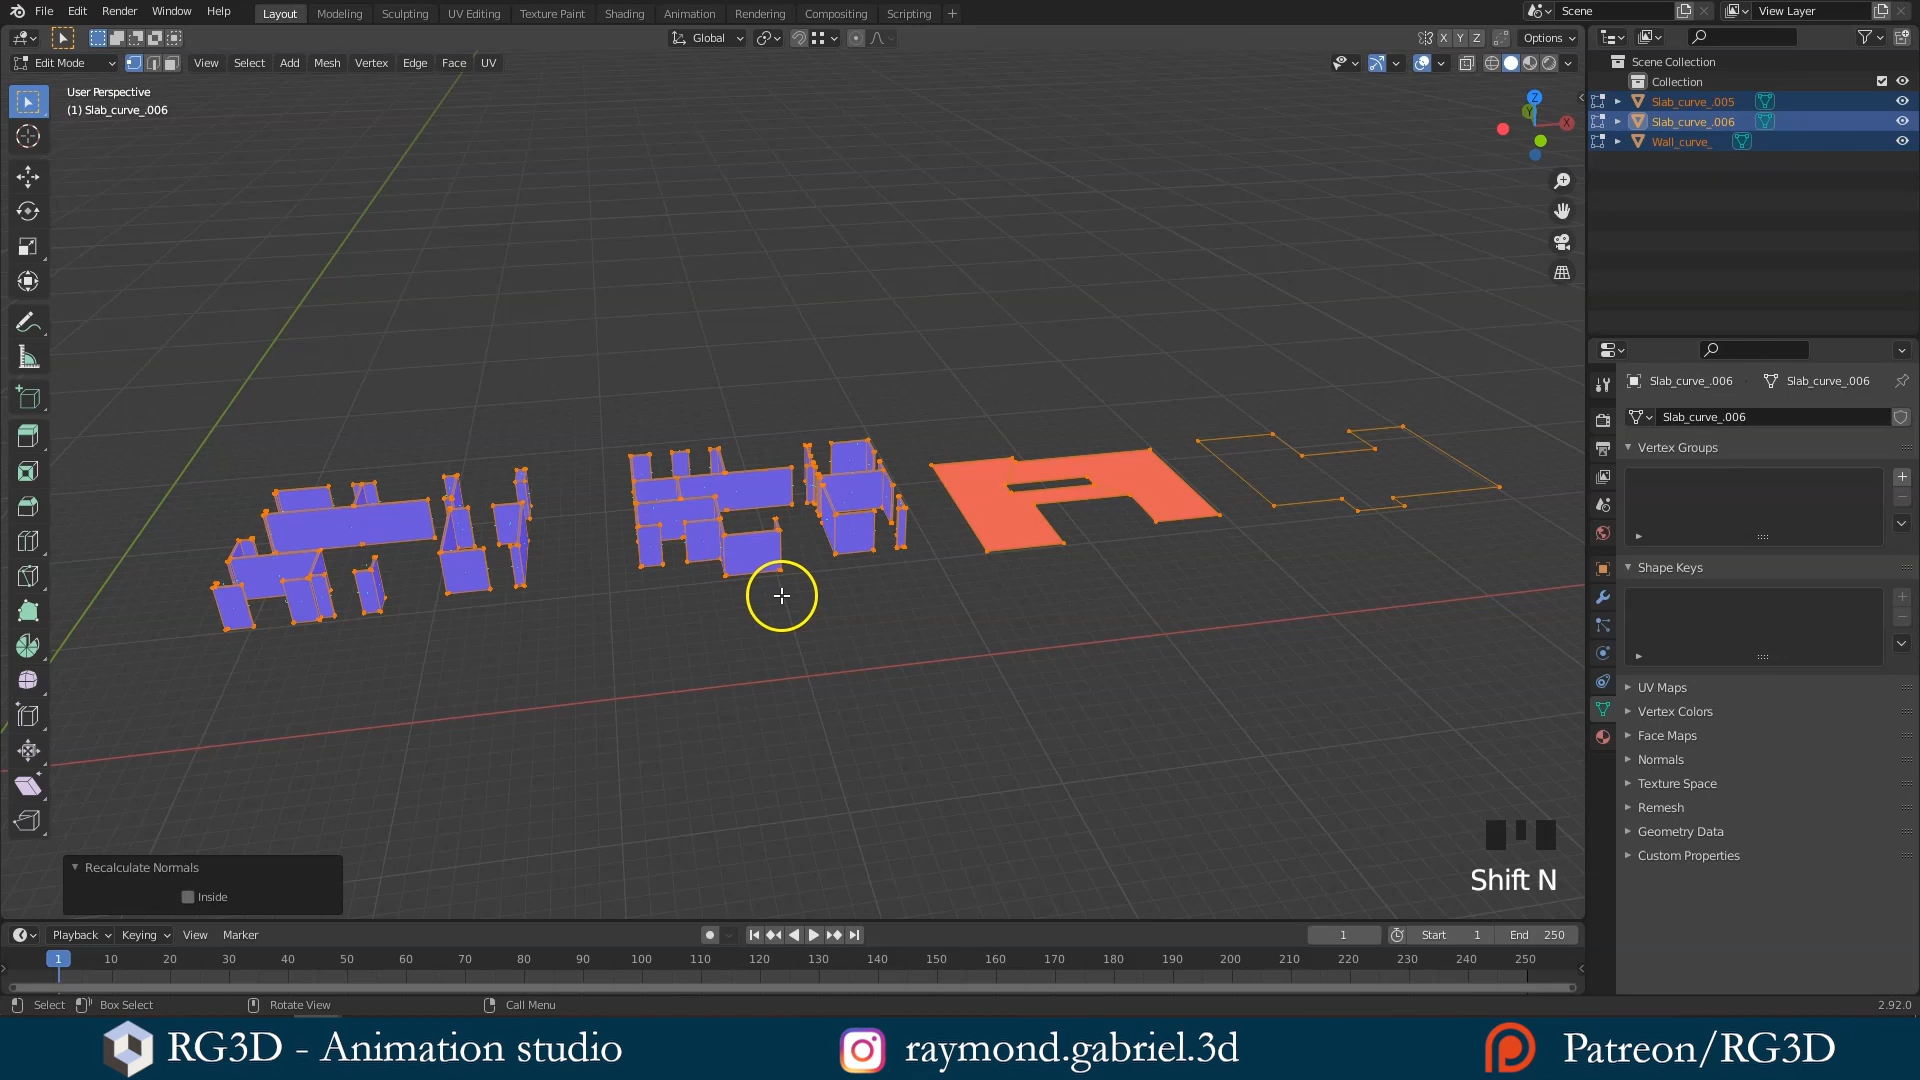 File Edit Render Window Help Layout Modeling Sculpting UV Editing Texture Paint Shading Animation Rendering Compositing Scripting + Scene View Layer
Global X Y Z Options
Edit Mode View Select Add Mesh Vertex Edge Face UV
User Perspective
(1) Slab_curve_.006
Z
Y
X
Scene Collection
Collection
Slab_curve_.005
Slab_curve_.006
Wall_curve_
Slab_curve_.006 Slab_curve_.006
Slab_curve_.006
Vertex Groups
Shape Keys
UV Maps
Vertex Colors
Face Maps
Normals
Texture Space
Remesh
Geometry Data
Custom Properties
Recalculate Normals
Inside
Shift N
Playback Keying View Marker 1 Start 1 End 250
1 10 20 30 40 50 60 70 80 90 100 110 120 130 140 150 160 170 180 190 200 210 220 230 240 250
Select Box Select Rotate View Call Menu 2.92.0
RG3D - Animation studio raymond.gabriel.3d Patreon/RG3D